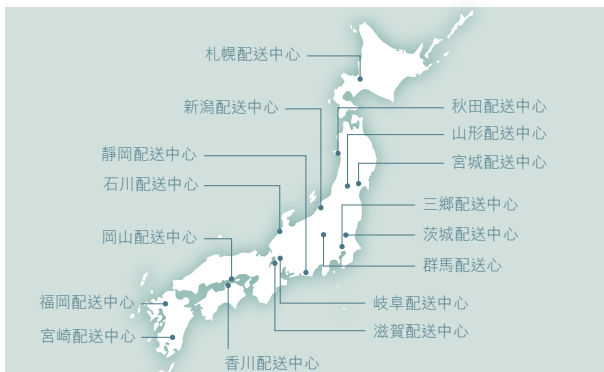 札幌配送中心
新潟配送中心
秋田配送中心
山形配送中心
靜岡配送中心
宮城配送中心
石川配送中心
三鄉配送中心
岡山配送中心
茨城配送中心
群馬配送心
福岡配送中心
岐阜配送中心
宮崎配送中心
滋賀配送中心
香川配送中心